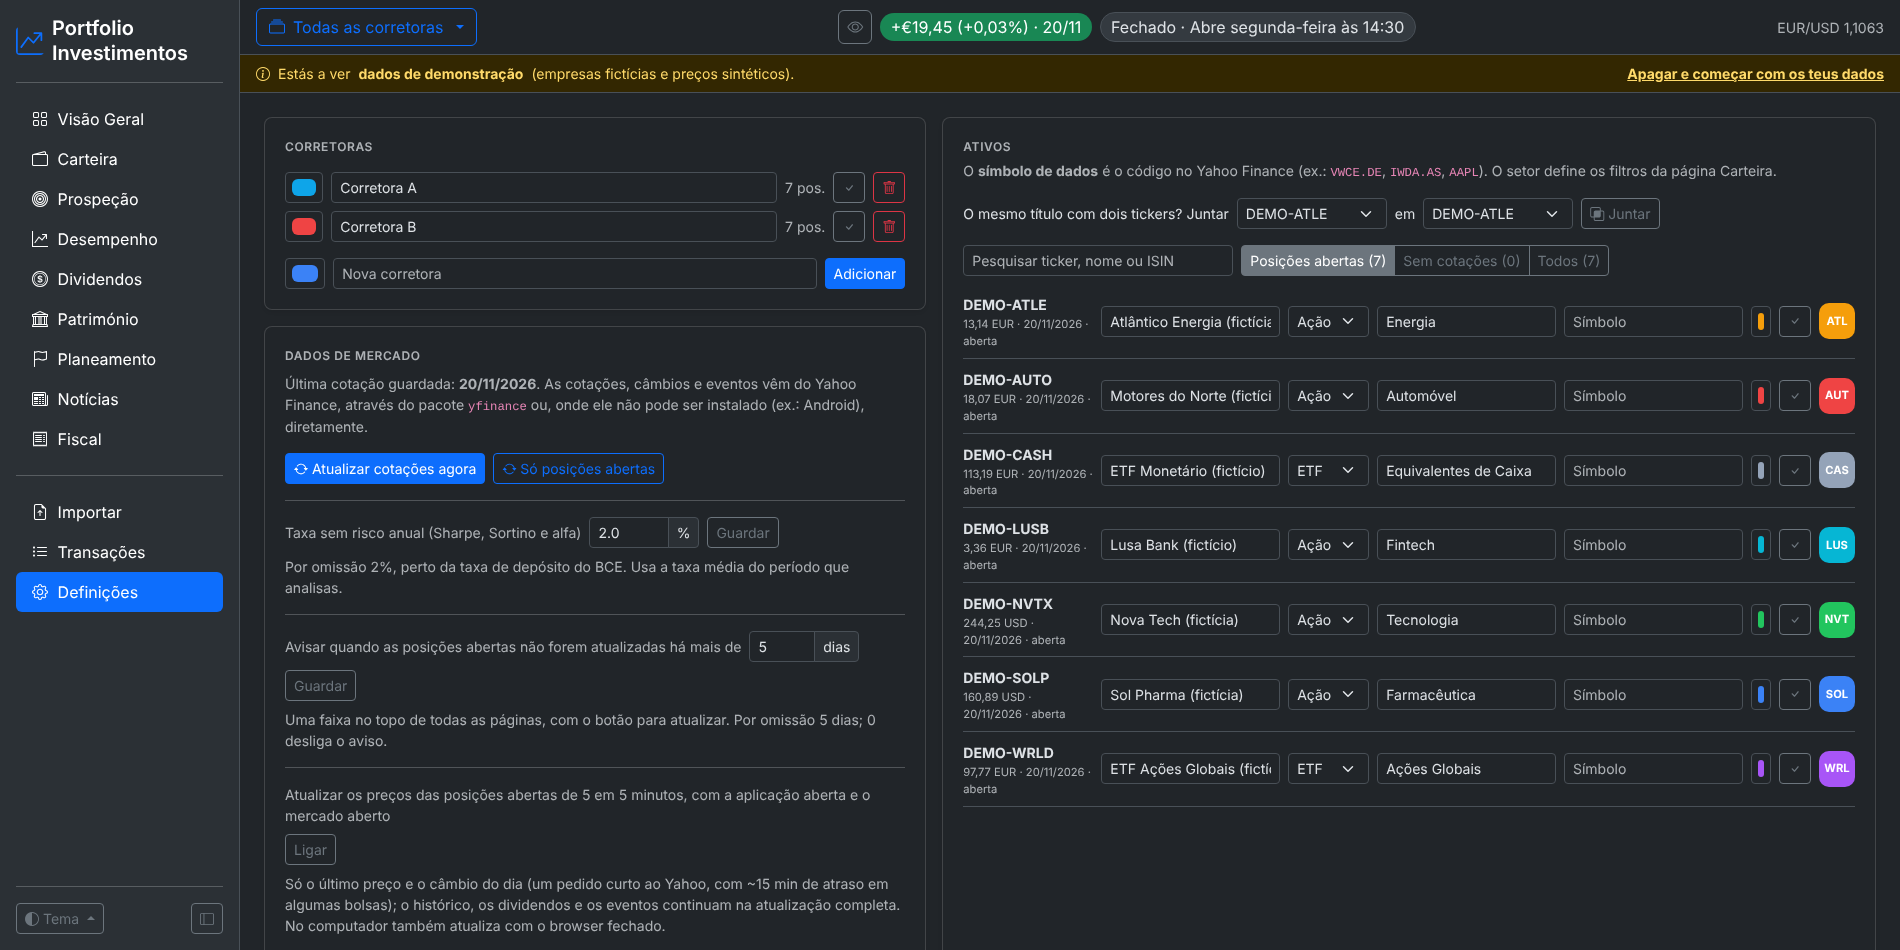 Portfolio
Investimentos
Visão Geral
Carteira
Prospeção
Desempenho
Dividendos
Património
Planeamento
Notícias
Fiscal
Importar
Transações
Definições
Tema
Todas as corretoras
+€19,45 (+0,03%) · 20/11
Fechado · Abre segunda-feira às 14:30
EUR/USD 1,1063
Estás a ver dados de demonstração (empresas fictícias e preços sintéticos).
Apagar e começar com os teus dados
CORRETORAS
Corretora A
7 pos.
Corretora B
7 pos.
Nova corretora
Adicionar
DADOS DE MERCADO
Última cotação guardada: 20/11/2026. As cotações, câmbios e eventos vêm do Yahoo
Finance, através do pacote yfinance ou, onde ele não pode ser instalado (ex.: Android),
diretamente.
Atualizar cotações agora
Só posições abertas
Taxa sem risco anual (Sharpe, Sortino e alfa)
2.0
%
Guardar
Por omissão 2%, perto da taxa de depósito do BCE. Usa a taxa média do período que
analisas.
Avisar quando as posições abertas não forem atualizadas há mais de
5
dias
Guardar
Uma faixa no topo de todas as páginas, com o botão para atualizar. Por omissão 5 dias; 0
desliga o aviso.
Atualizar os preços das posições abertas de 5 em 5 minutos, com a aplicação aberta e o
mercado aberto
Ligar
Só o último preço e o câmbio do dia (um pedido curto ao Yahoo, com ~15 min de atraso em
algumas bolsas); o histórico, os dividendos e os eventos continuam na atualização completa.
No computador também atualiza com o browser fechado.
ATIVOS
O símbolo de dados é o código no Yahoo Finance (ex.: VWCE.DE, IWDA.AS, AAPL). O setor define os filtros da página Carteira.
O mesmo título com dois tickers? Juntar
DEMO-ATLE
em
DEMO-ATLE
Juntar
Pesquisar ticker, nome ou ISIN
Posições abertas (7)
Sem cotações (0)
Todos (7)
DEMO-ATLE
13,14 EUR · 20/11/2026 ·
aberta
Atlântico Energia (fictícia
Ação
Energia
Símbolo
ATL
DEMO-AUTO
18,07 EUR · 20/11/2026 ·
aberta
Motores do Norte (fictíci
Ação
Automóvel
Símbolo
AUT
DEMO-CASH
113,19 EUR · 20/11/2026 ·
aberta
ETF Monetário (fictício)
ETF
Equivalentes de Caixa
Símbolo
CAS
DEMO-LUSB
3,36 EUR · 20/11/2026 ·
aberta
Lusa Bank (fictício)
Ação
Fintech
Símbolo
LUS
DEMO-NVTX
244,25 USD ·
20/11/2026 · aberta
Nova Tech (fictícia)
Ação
Tecnologia
Símbolo
NVT
DEMO-SOLP
160,89 USD ·
20/11/2026 · aberta
Sol Pharma (fictícia)
Ação
Farmacêutica
Símbolo
SOL
DEMO-WRLD
97,77 EUR · 20/11/2026 ·
aberta
ETF Ações Globais (fictíc
ETF
Ações Globais
Símbolo
WRL